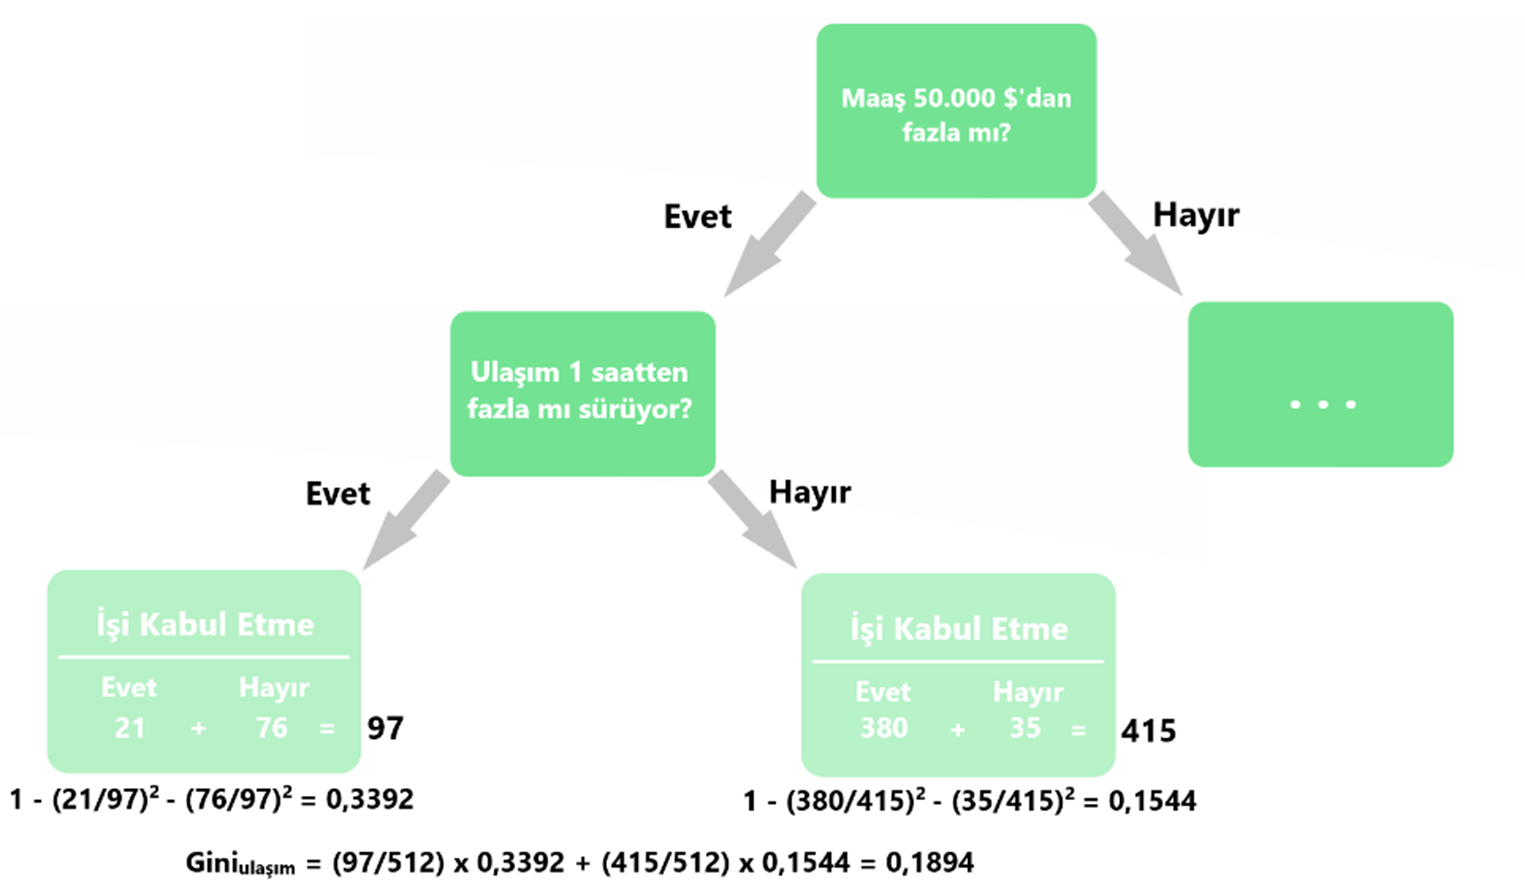 Maaş 50.000 $'dan
fazla mı?
Evet
Hayır
Ulaşım 1 saatten
fazla mı sürüyor?
. . .
Evet
Hayır
İşi Kabul Etme
Evet Hayır
21 + 76 = 97
1 - (21/97)² - (76/97)² = 0,3392
İşi Kabul Etme
Evet Hayır
380 + 35 = 415
1 - (380/415)² - (35/415)² = 0,1544
Giniulaşım = (97/512) x 0,3392 + (415/512) x 0,1544 = 0,1894